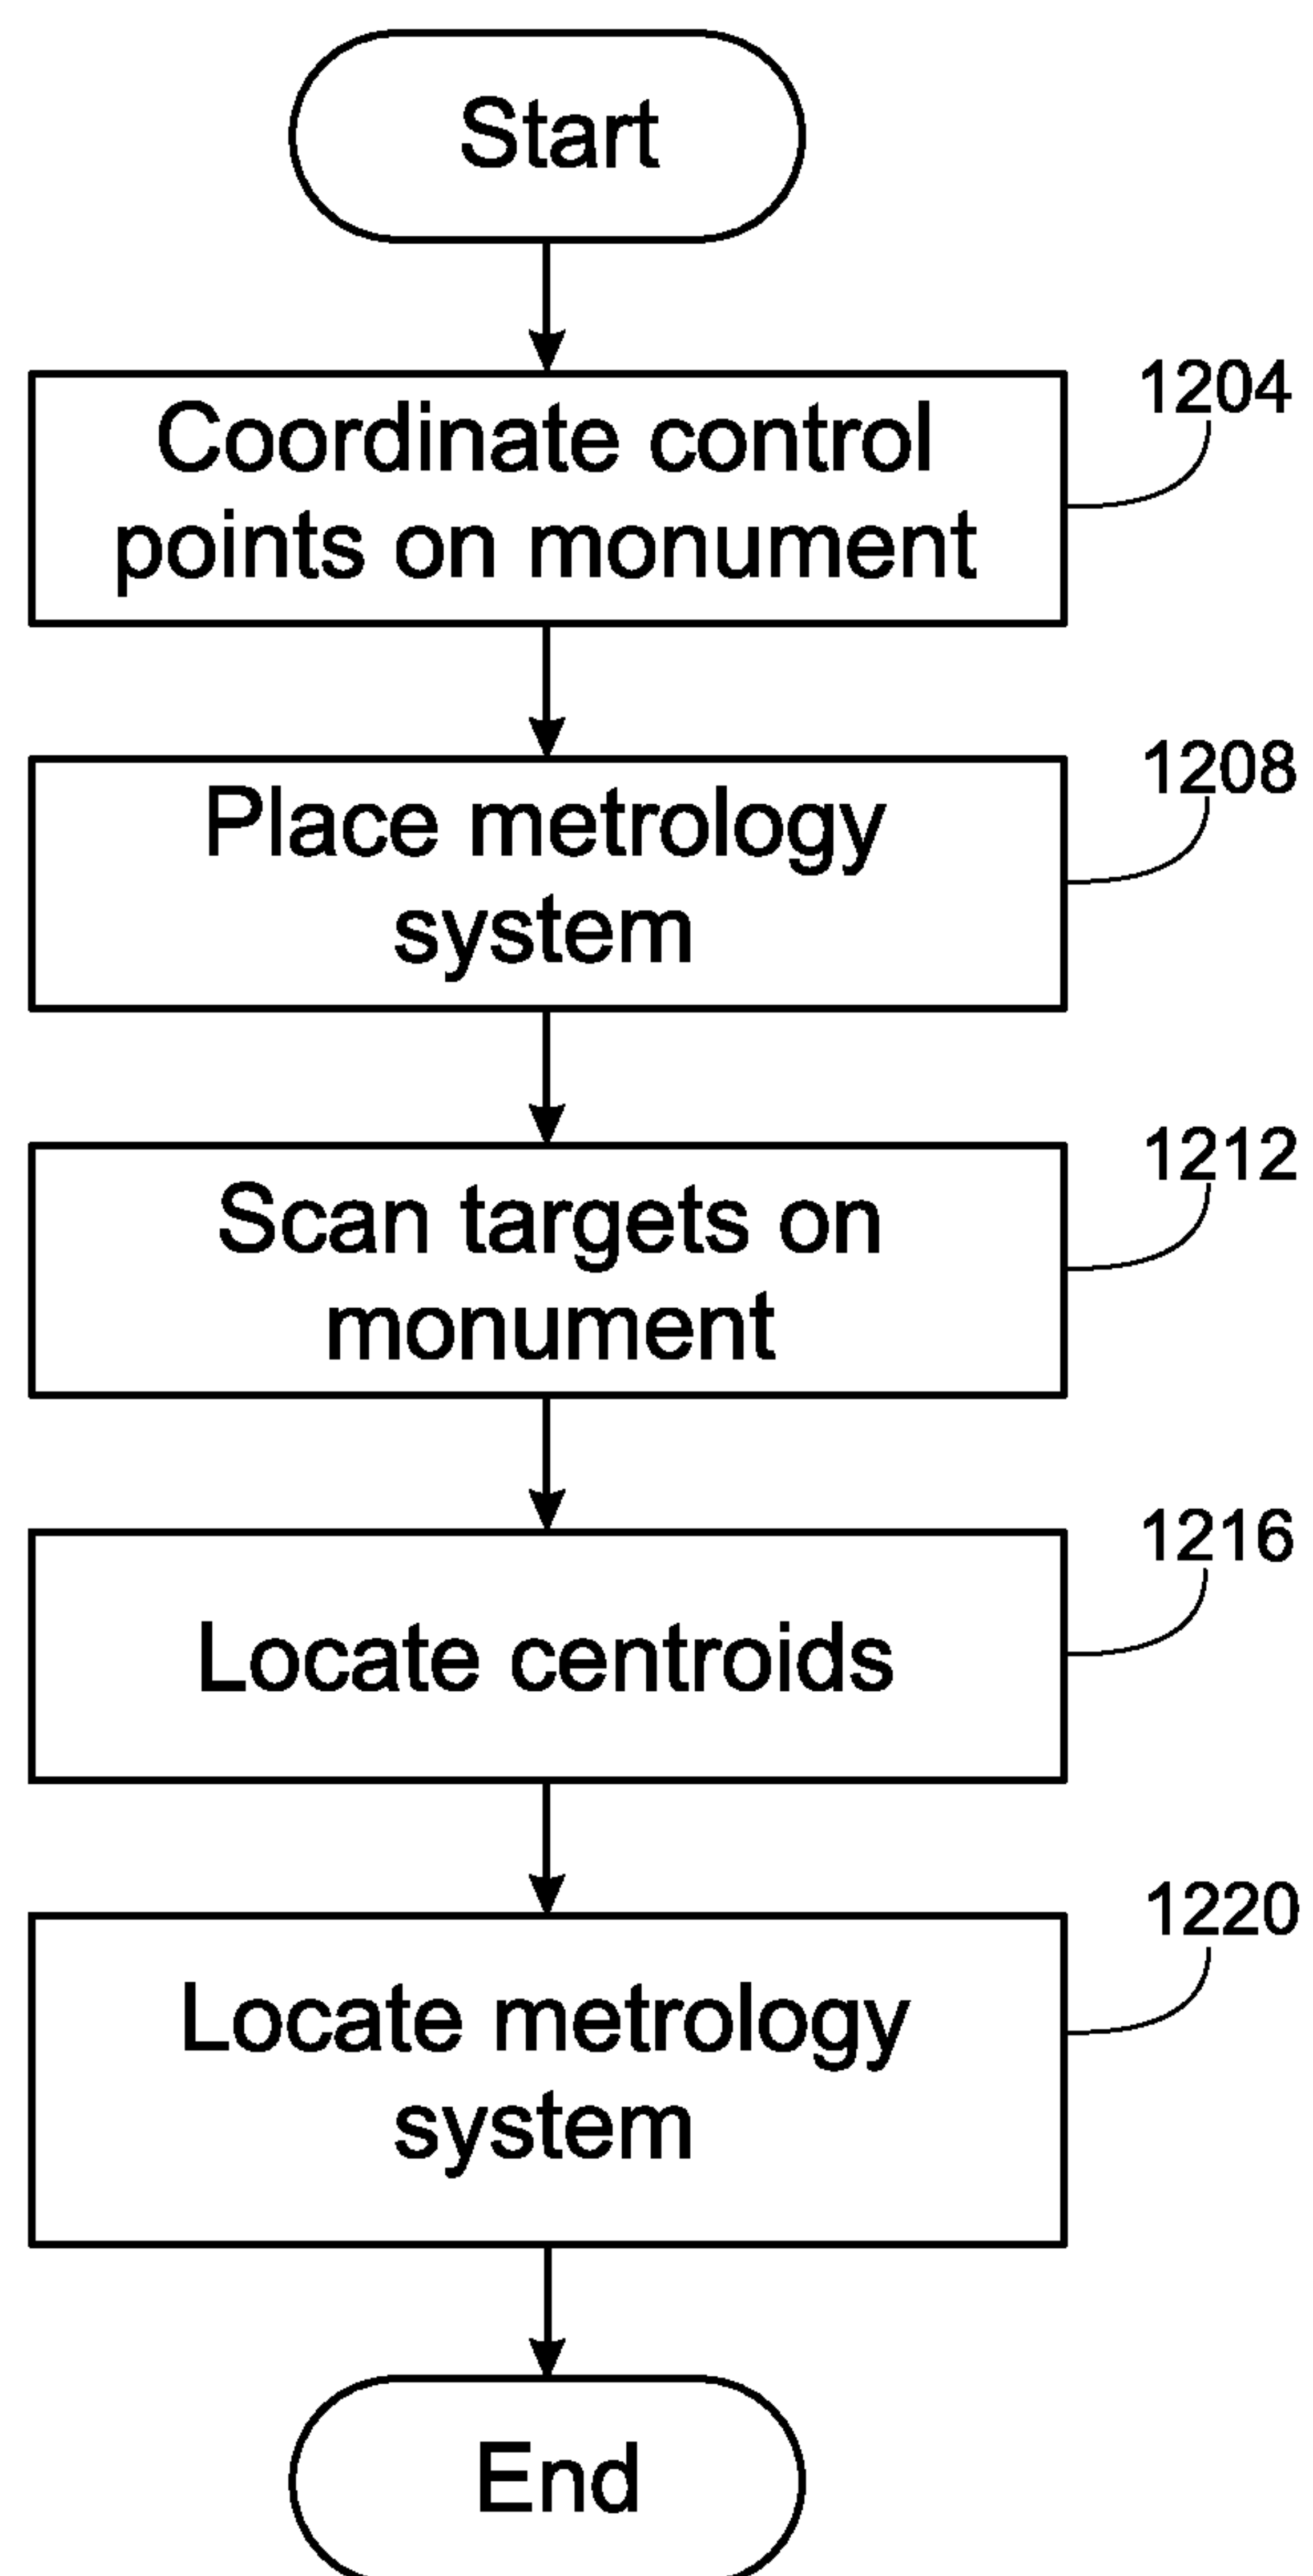 Start
1204
Coordinate control
points on monument
1208
Place metrology
system
1212
Scan targets on
monument
1216
Locate centroids
1220
Locate metrology
system
End